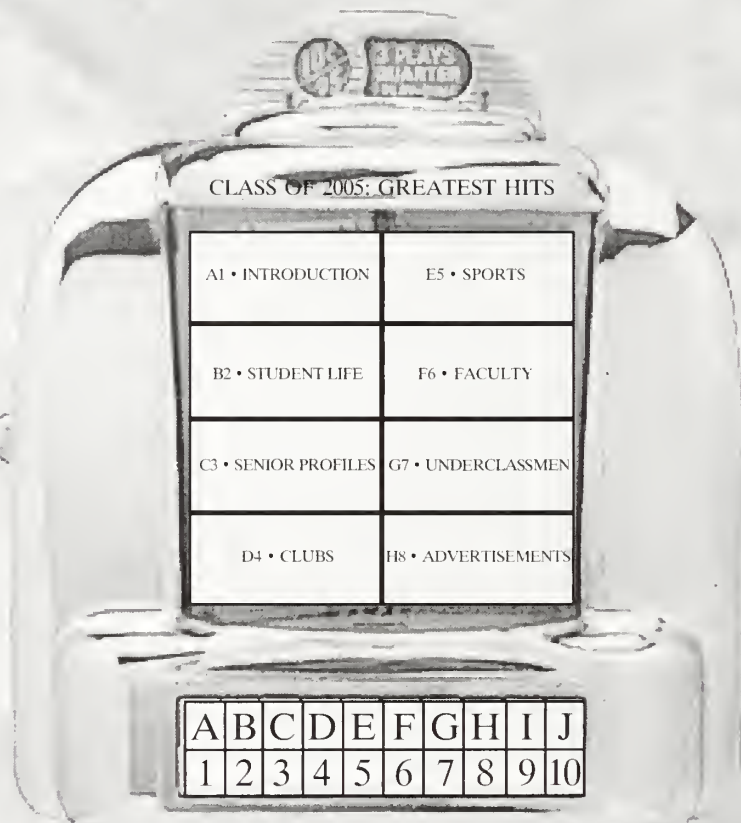 10¢
3 PLAYS
QUARTER
CLASS OF 2005: GREATEST HITS
A1 • INTRODUCTION
E5 • SPORTS
B2 • STUDENT LIFE
F6 • FACULTY
C3 • SENIOR PROFILES
G7 • UNDERCLASSMEN
D4 • CLUBS
H8 • ADVERTISEMENTS
A B C D E F G H I J
1 2 3 4 5 6 7 8 9 10